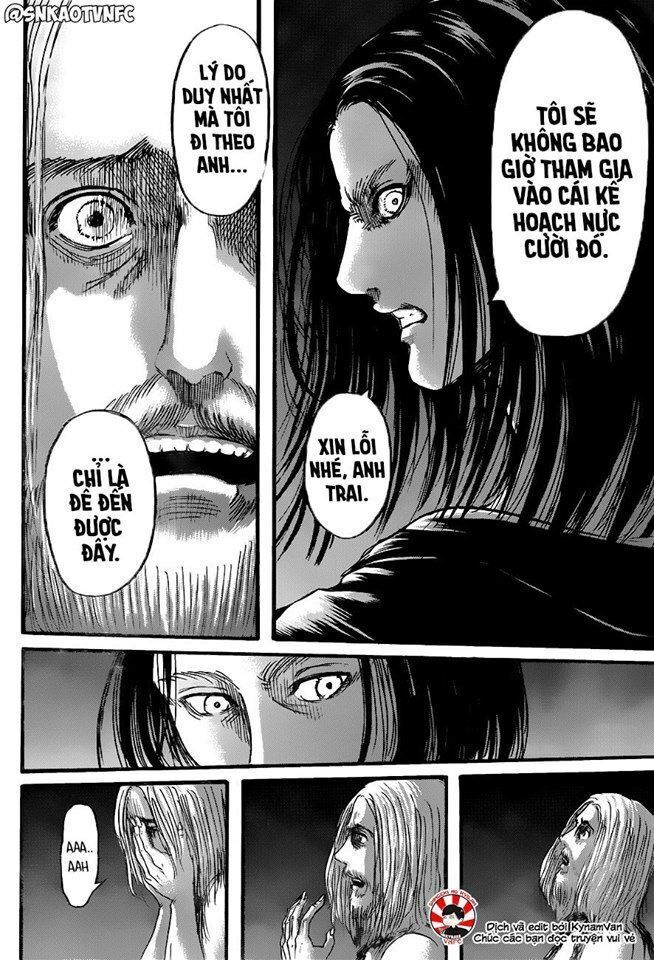 @SNKAOTVNFC
TÔI SẼ
KHÔNG BAO
GIỜ THAM GIA
VÀO CÁI KẾ
HOẠCH NỰC
CƯỜI ĐÓ.
XIN LỖI
NHÉ, ANH
TRAI.
LÝ DO
DUY NHẤT
MÀ TÔI
ĐI THEO
ANH...
...
CHỈ LÀ
ĐÊ ĐẾN
ĐƯỢC
ĐÂY.
AAA..
AAH
VNFC
Dịch và edit bởi KynamVan
Chúc các bạn đọc truyện vui vẻ